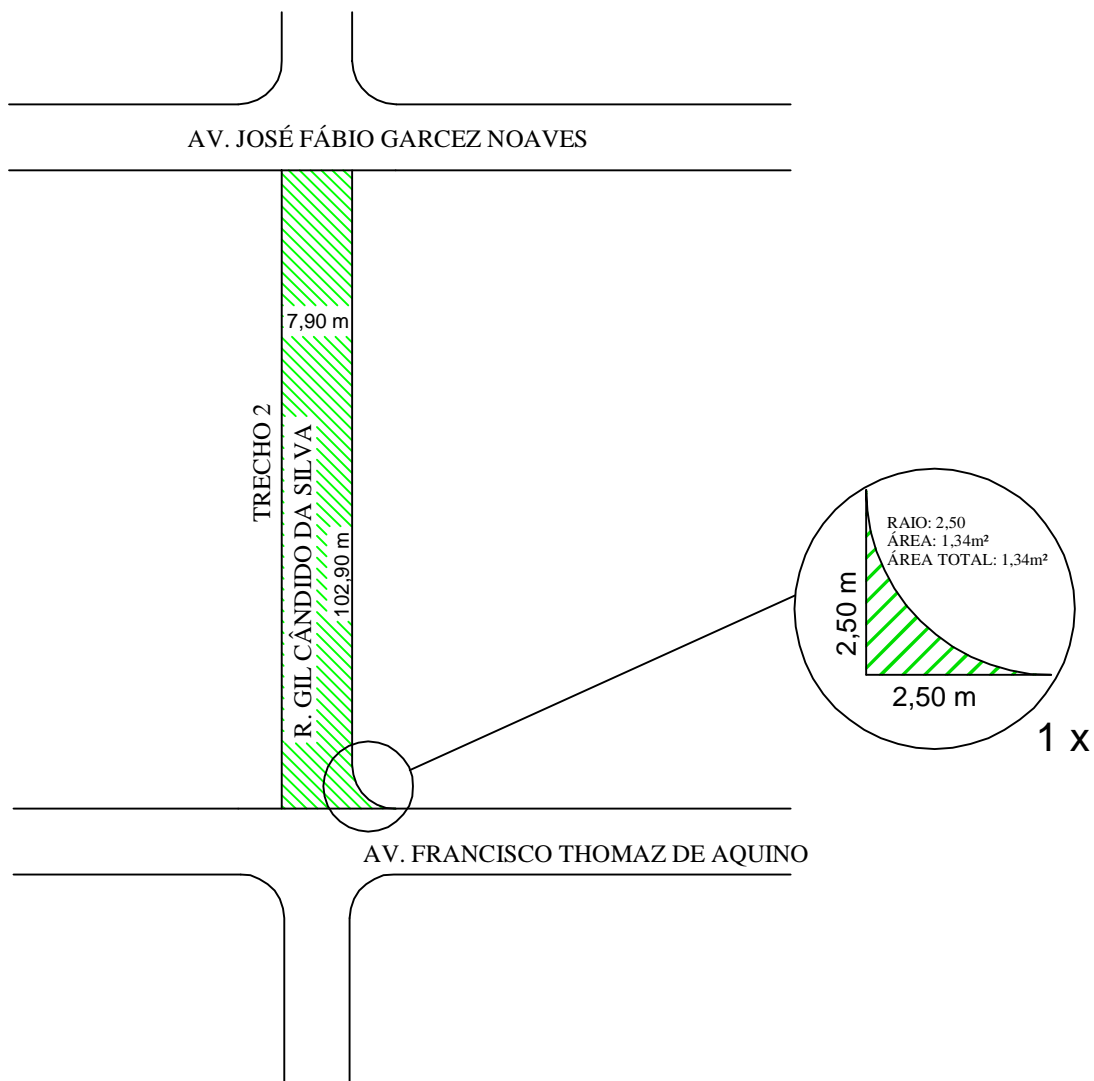 AV. JOSÉ FÁBIO GARCEZ NOAVES
7,90 m
TRECHO 2
R. GIL CÂNDIDO DA SILVA
102,90 m
RAIO: 2,50
ÁREA: 1,34m²
ÁREA TOTAL: 1,34m²
2,50 m
2,50 m
1 x
AV. FRANCISCO THOMAZ DE AQUINO